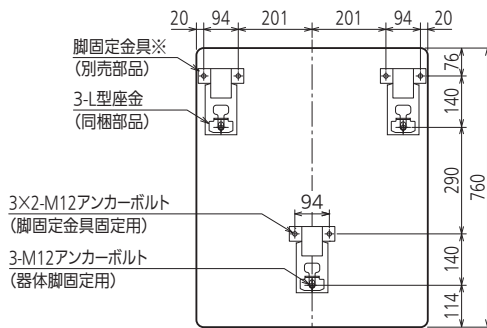 20 94 201 201 94 20
脚固定金具※
(別売部品)
3-L型座金
(同梱部品)
76
140
290
760
3×2-M12アンカーボルト
(脚固定金具固定用)
94
3-M12アンカーボルト
(器体脚固定用)
140
114